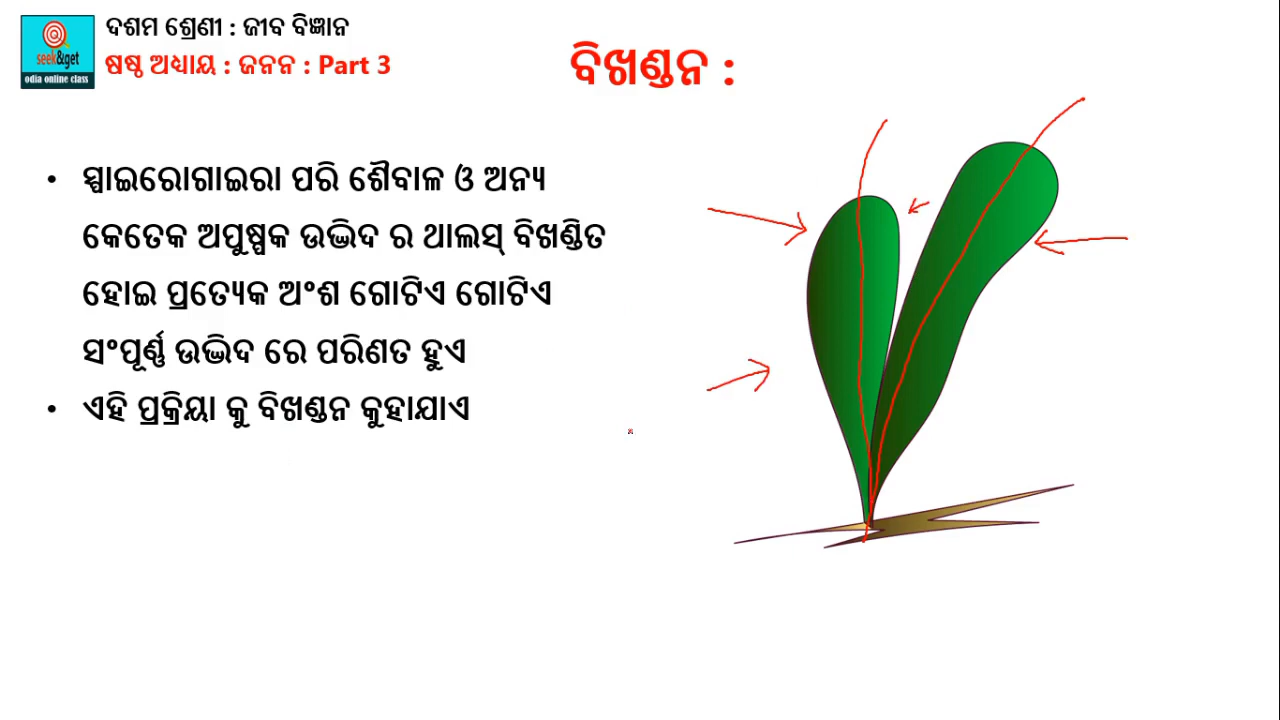 seek&get
odia online class
ଦଶମ ଶ୍ରେଣୀ : ଜୀବ ବିଜ୍ଞାନ
ଷଷ୍ଠ ଅଧ୍ୟାୟ : ଜନନ : Part 3
ବିଖଣ୍ଡନ :
• ସ୍ପାଇରୋଗାଇରା ପରି ଶୈବାଳ ଓ ଅନ୍ୟ
କେତେକ ଅପୁଷ୍ପକ ଉଦ୍ଭିଦ ର ଥାଲସ୍ ବିଖଣ୍ଡିତ
ହୋଇ ପ୍ରତ୍ୟେକ ଅଂଶ ଗୋଟିଏ ଗୋଟିଏ
ସଂପୂର୍ଣ୍ଣ ଉଦ୍ଭିଦ ରେ ପରିଣତ ହୁଏ
• ଏହି ପ୍ରକ୍ରିୟା କୁ ବିଖଣ୍ଡନ କୁହାଯାଏ